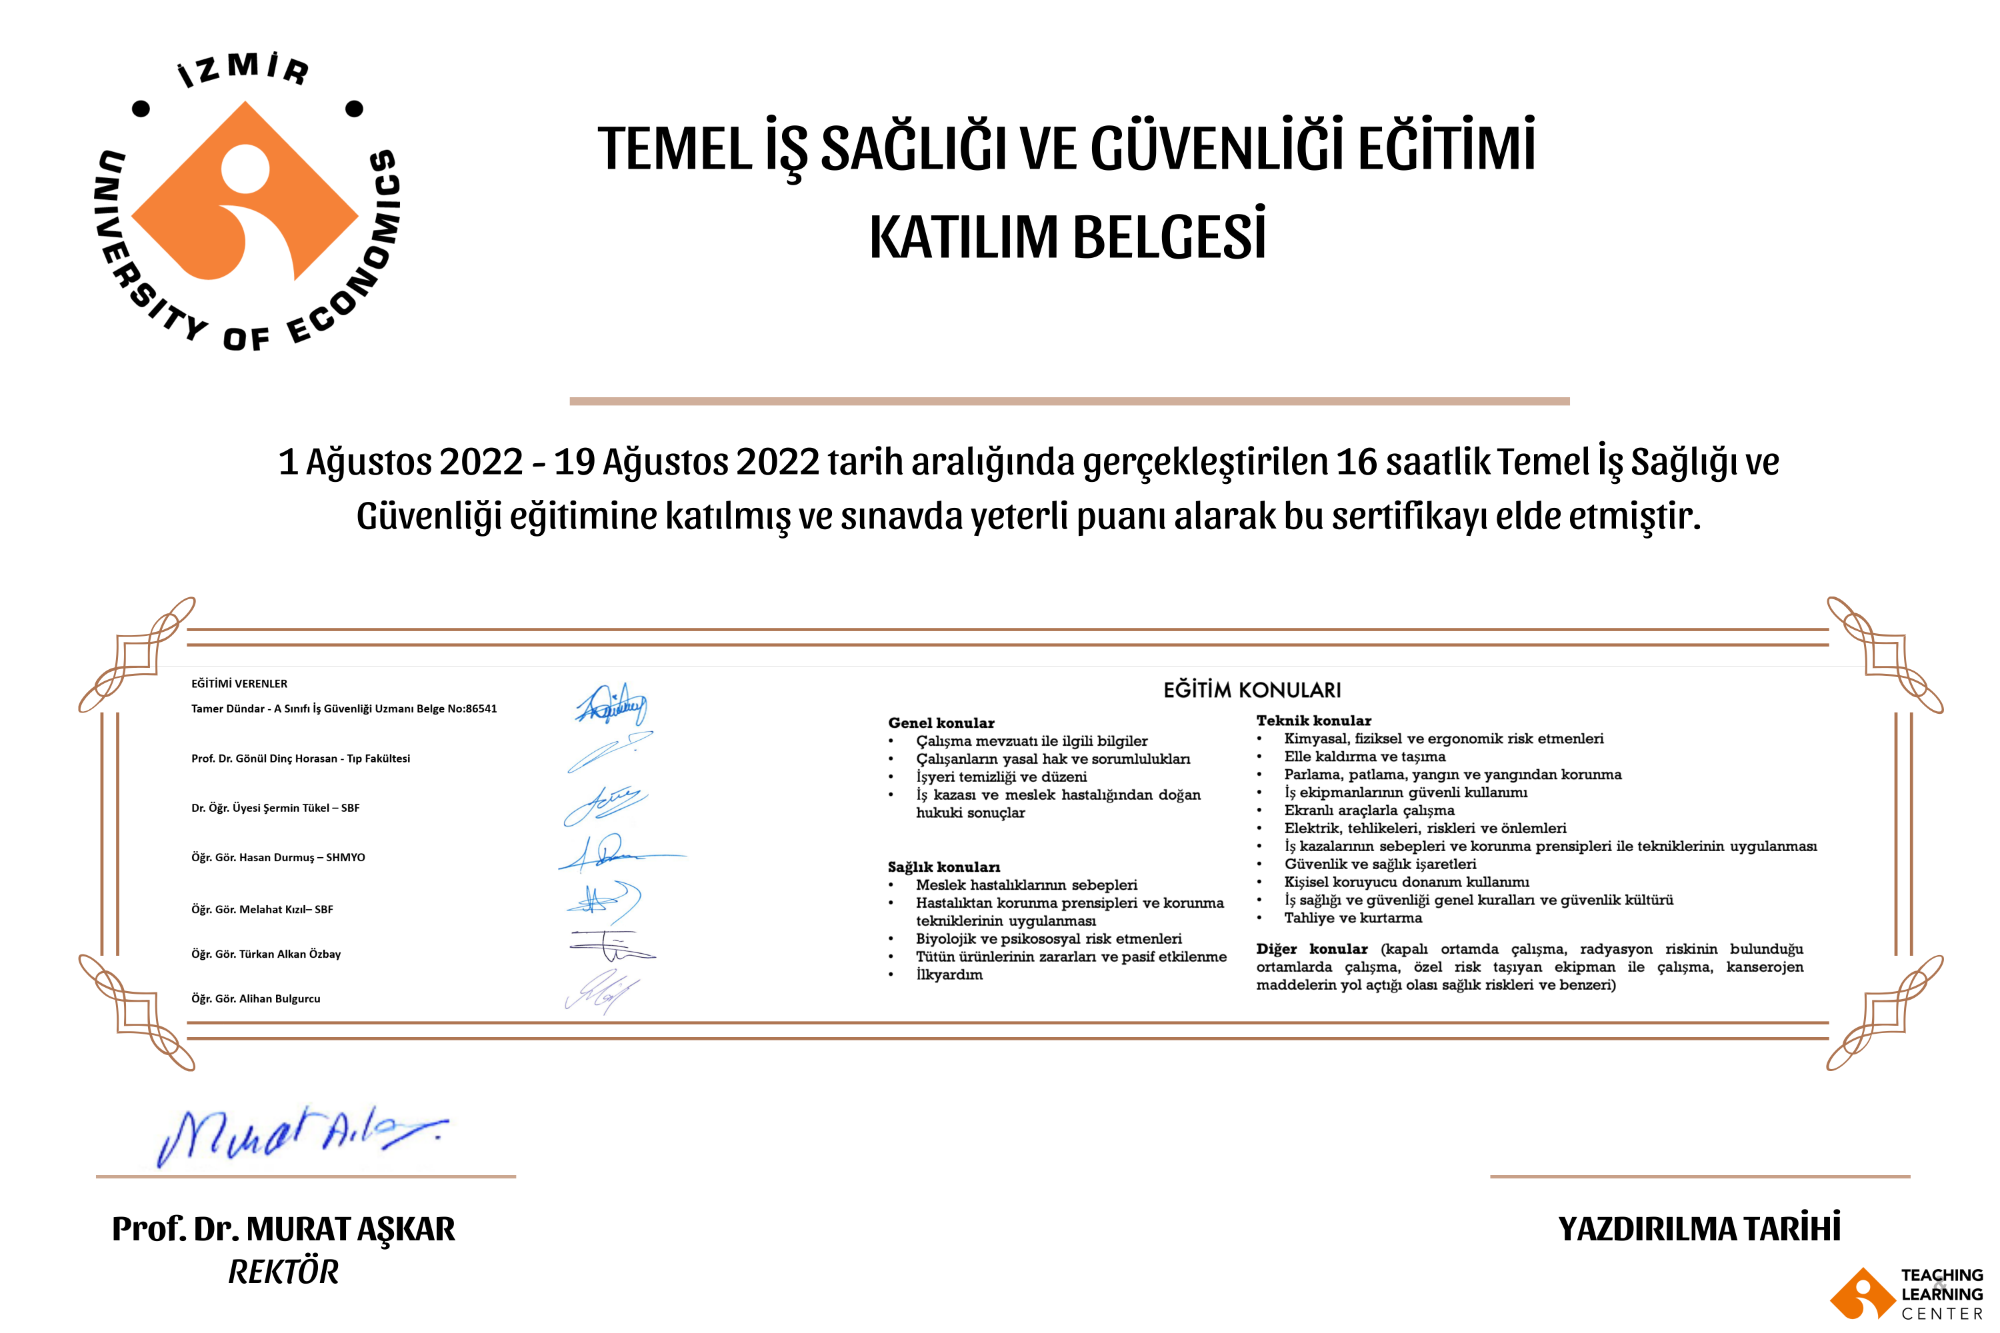 İZMİR
UNIVERSITY OF ECONOMICS
TEMEL İŞ SAĞLIĞI VE GÜVENLİĞİ EĞİTİMİ
KATILIM BELGESİ
1 Ağustos 2022 - 19 Ağustos 2022 tarih aralığında gerçekleştirilen 16 saatlik Temel İş Sağlığı ve
Güvenliği eğitimine katılmış ve sınavda yeterli puanı alarak bu sertifikayı elde etmiştir.
EĞİTİMİ VERENLER
Tamer Dündar - A Sınıfı İş Güvenliği Uzmanı Belge No:86541
Prof. Dr. Gönül Dinç Horasan - Tıp Fakültesi
Dr. Öğr. Üyesi Şermin Tükel – SBF
Öğr. Gör. Hasan Durmuş – SHMYO
Öğr. Gör. Melahat Kızıl– SBF
Öğr. Gör. Türkan Alkan Özbay
Öğr. Gör. Alihan Bulgurcu
EĞİTİM KONULARI
Genel konular
• Çalışma mevzuatı ile ilgili bilgiler
• Çalışanların yasal hak ve sorumlulukları
• İşyeri temizliği ve düzeni
• İş kazası ve meslek hastalığından doğan
hukuki sonuçlar
Sağlık konuları
• Meslek hastalıklarının sebepleri
• Hastalıktan korunma prensipleri ve korunma
tekniklerinin uygulanması
• Biyolojik ve psikososyal risk etmenleri
• Tütün ürünlerinin zararları ve pasif etkilenme
• İlkyardım
Teknik konular
• Kimyasal, fiziksel ve ergonomik risk etmenleri
• Elle kaldırma ve taşıma
• Parlama, patlama, yangın ve yangından korunma
• İş ekipmanlarının güvenli kullanımı
• Ekranlı araçlarla çalışma
• Elektrik, tehlikeleri, riskleri ve önlemleri
• İş kazalarının sebepleri ve korunma prensipleri ile tekniklerinin uygulanması
• Güvenlik ve sağlık işaretleri
• Kişisel koruyucu donanım kullanımı
• İş sağlığı ve güvenliği genel kuralları ve güvenlik kültürü
• Tahliye ve kurtarma
Diğer konular (kapalı ortamda çalışma, radyasyon riskinin bulunduğu
ortamlarda çalışma, özel risk taşıyan ekipman ile çalışma, kanserojen
maddelerin yol açtığı olası sağlık riskleri ve benzeri)
Prof. Dr. MURAT AŞKAR
REKTÖR
YAZDIRILMA TARİHİ
TEACHING
&
LEARNING
CENTER